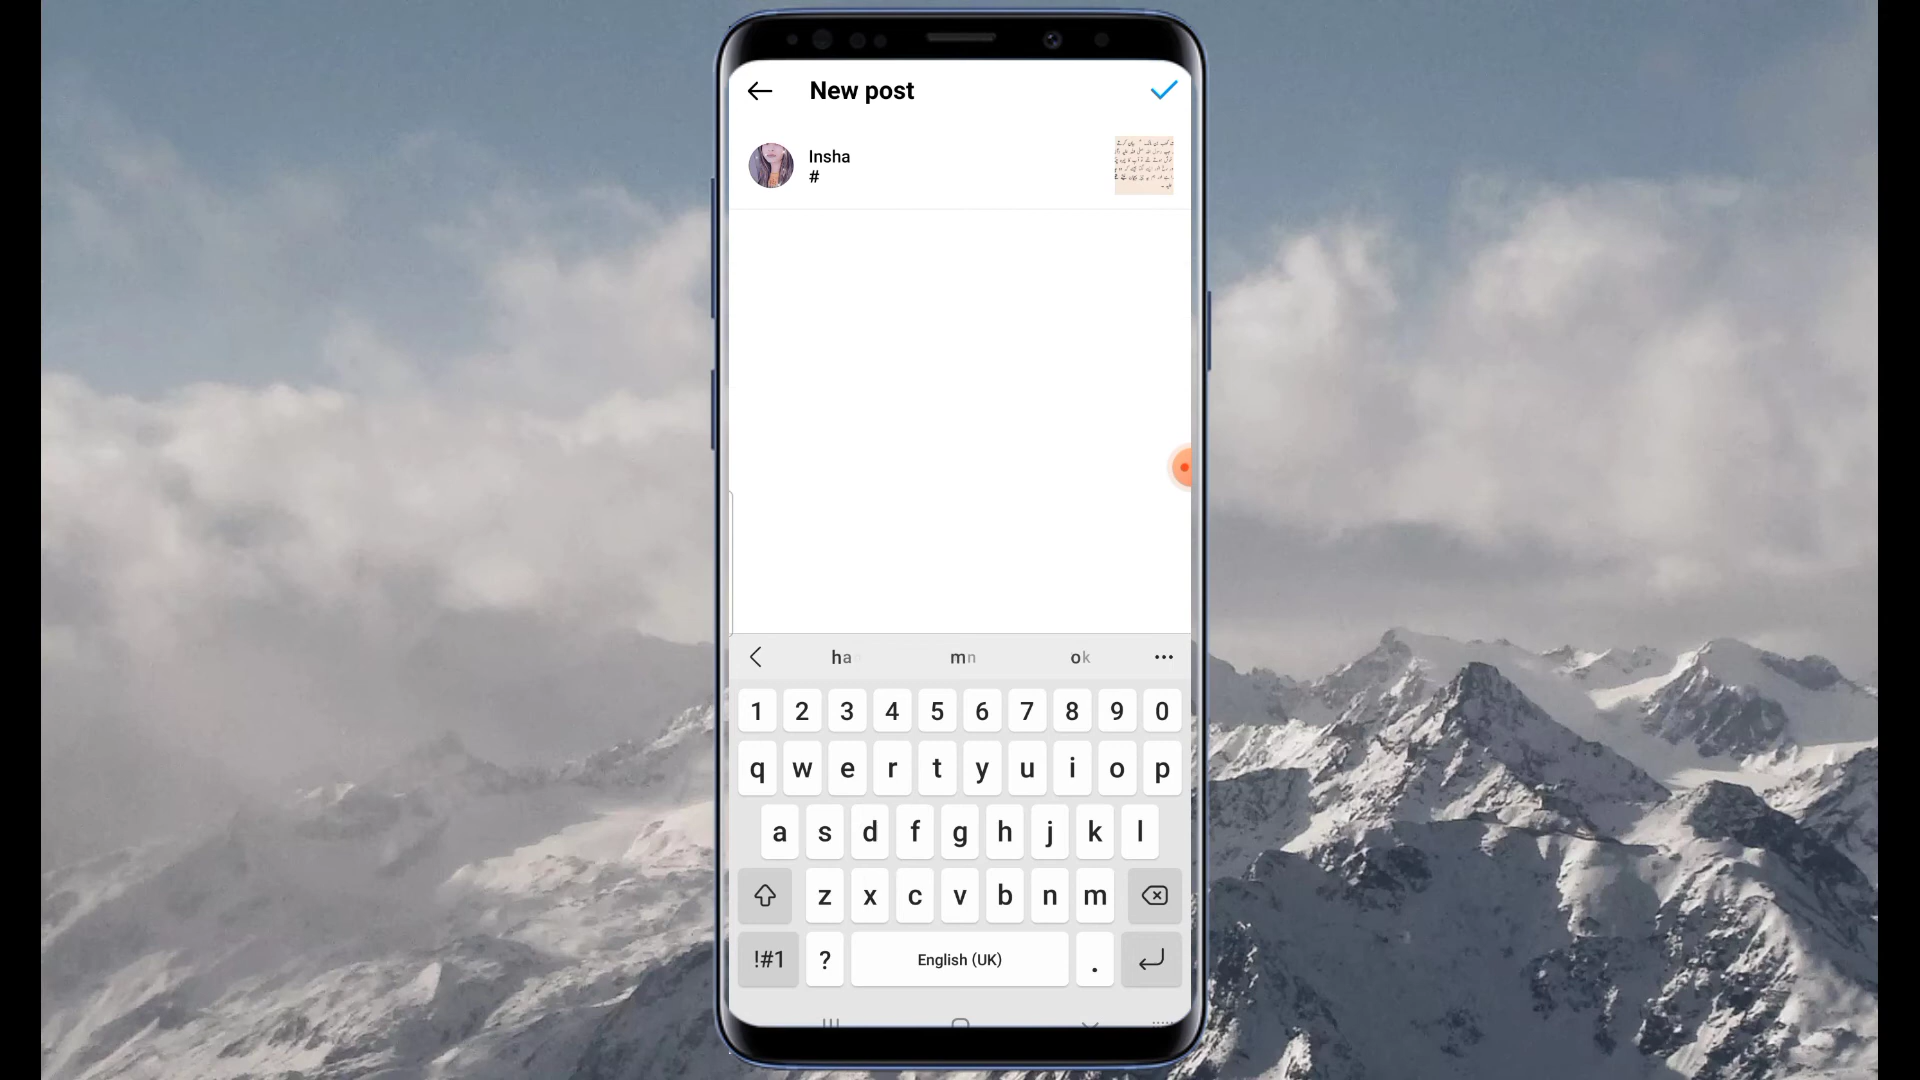 New post
Insha
#
ha mn ok
1 2 3 4 5 6 7 8 9 0
q w e r t y u i o p
a s d f g h j k l
z x c v b n m
!#1 ? English (UK) .